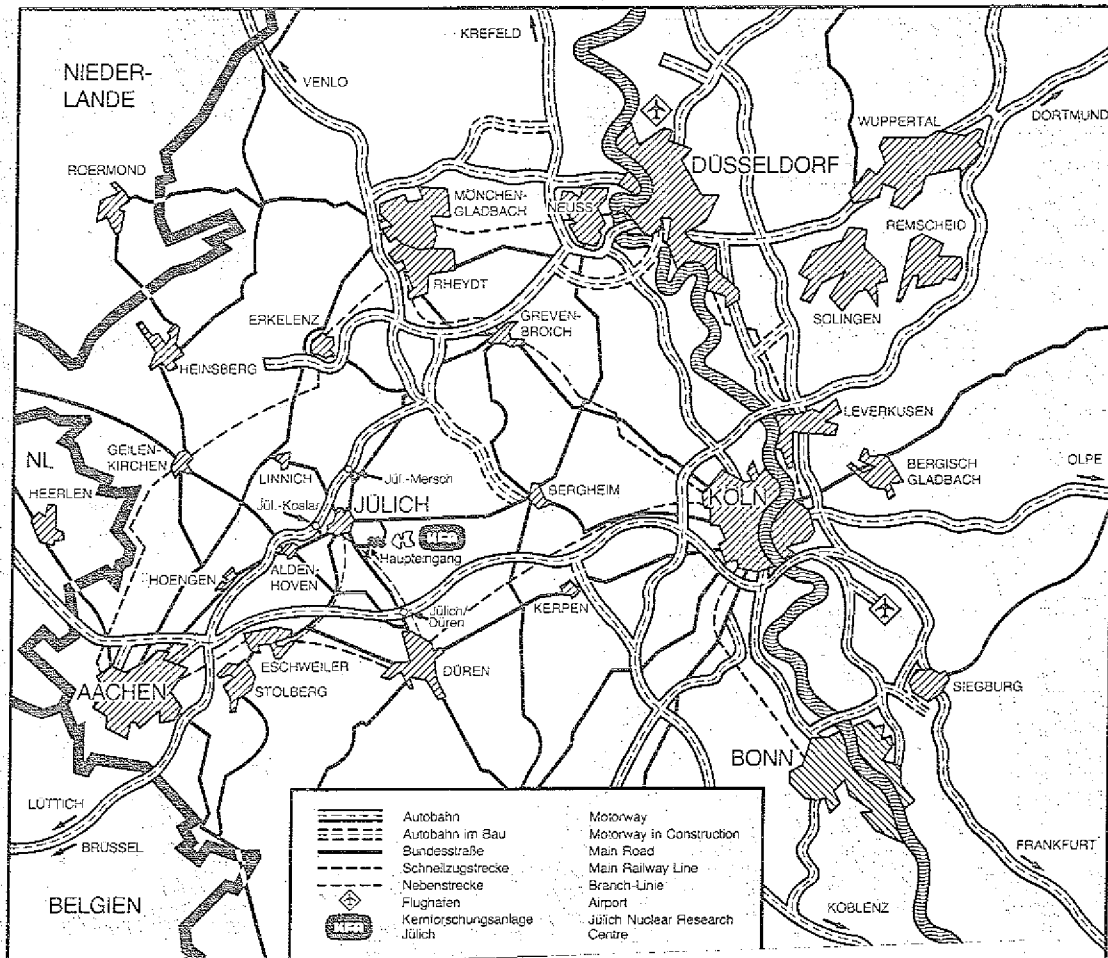 KREFELD
NIEDER-
LANDE
VENLO
DORTMUND
WUPPERTAL
DÜSSELDORF
ROERMOND
MÖNCHEN-
GLADBACH
NEUSS
REMSCHEID
RHEYDT
SOLINGEN
ERKELENZ
GREVEN-
BROICH
HEINSBERG
LEVERKUSEN
GEILEN-
KIRCHEN
NL
HEERLEN
LINNICH
Jül.-Mersch
BERGISCH
GLADBACH
OLPE
Jül.-Koslar
JÜLICH
BERGHEIM
KÖLN
KFA
Haupteingang
HOENGEN
ALDEN-
HOVEN
Jülich/
Düren
KERPEN
ESCHWEILER
DÜREN
AACHEN
STOLBERG
SIEGBURG
BONN
LÜTTICH
BRÜSSEL
FRANKFURT
BELGIEN
KOBLENZ
Autobahn Motorway
Autobahn im Bau Motorway in Construction
Bundesstraße Main Road
Schnellzugstrecke Main Railway Line
Nebenstrecke Branch-Linie
Flughafen Airport
KFA Kernforschungsanlage Jülich Nuclear Research
Jülich Centre